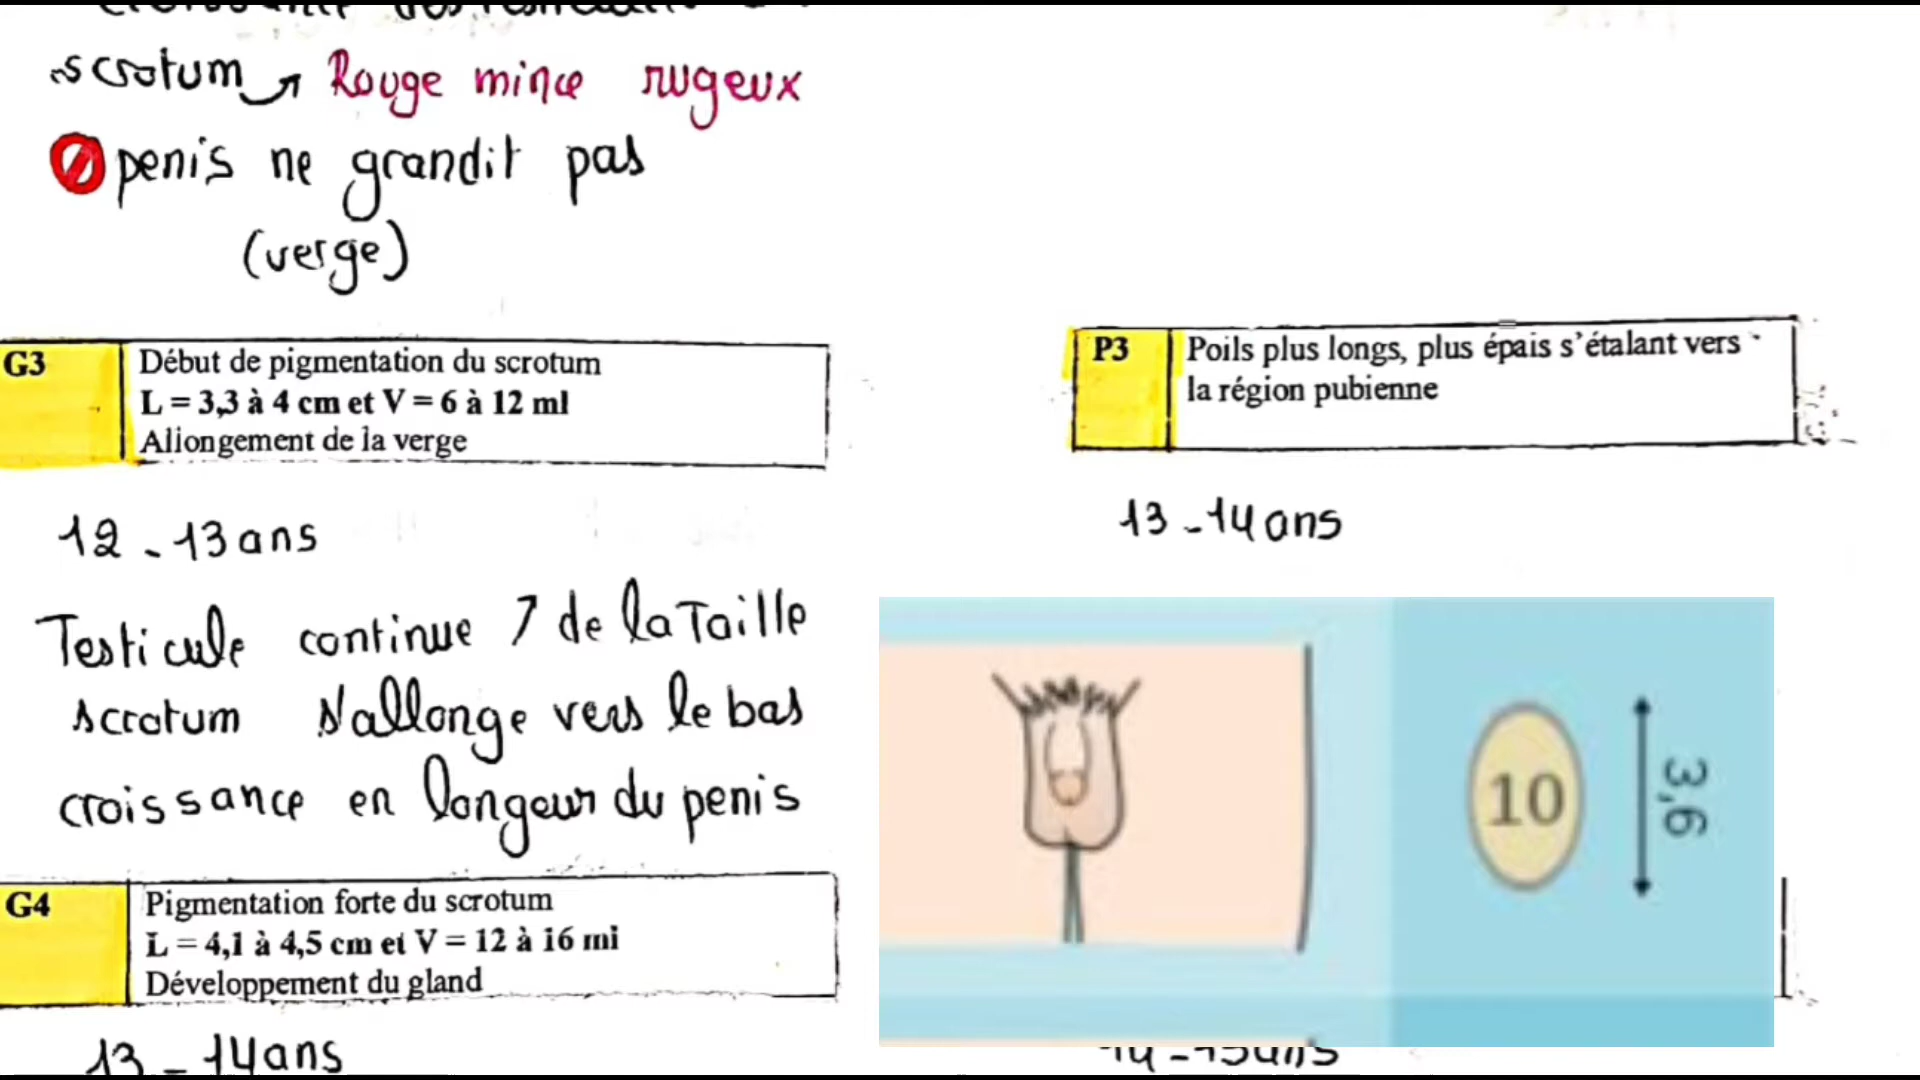 scrotum → Rouge mince rugeux
penis ne grandit pas
(verge)
G3
Début de pigmentation du scrotum
L = 3,3 à 4 cm et V = 6 à 12 ml
Allongement de la verge
P3
Poils plus longs, plus épais s'étalant vers
la région pubienne
12 - 13 ans
13 - 14 ans
Testicule continue ↗ de la Taille
scrotum s'allonge vers le bas
croissance en longeur du penis
10
3,6
G4
Pigmentation forte du scrotum
L = 4,1 à 4,5 cm et V = 12 à 16 ml
Développement du gland
13 - 14 ans